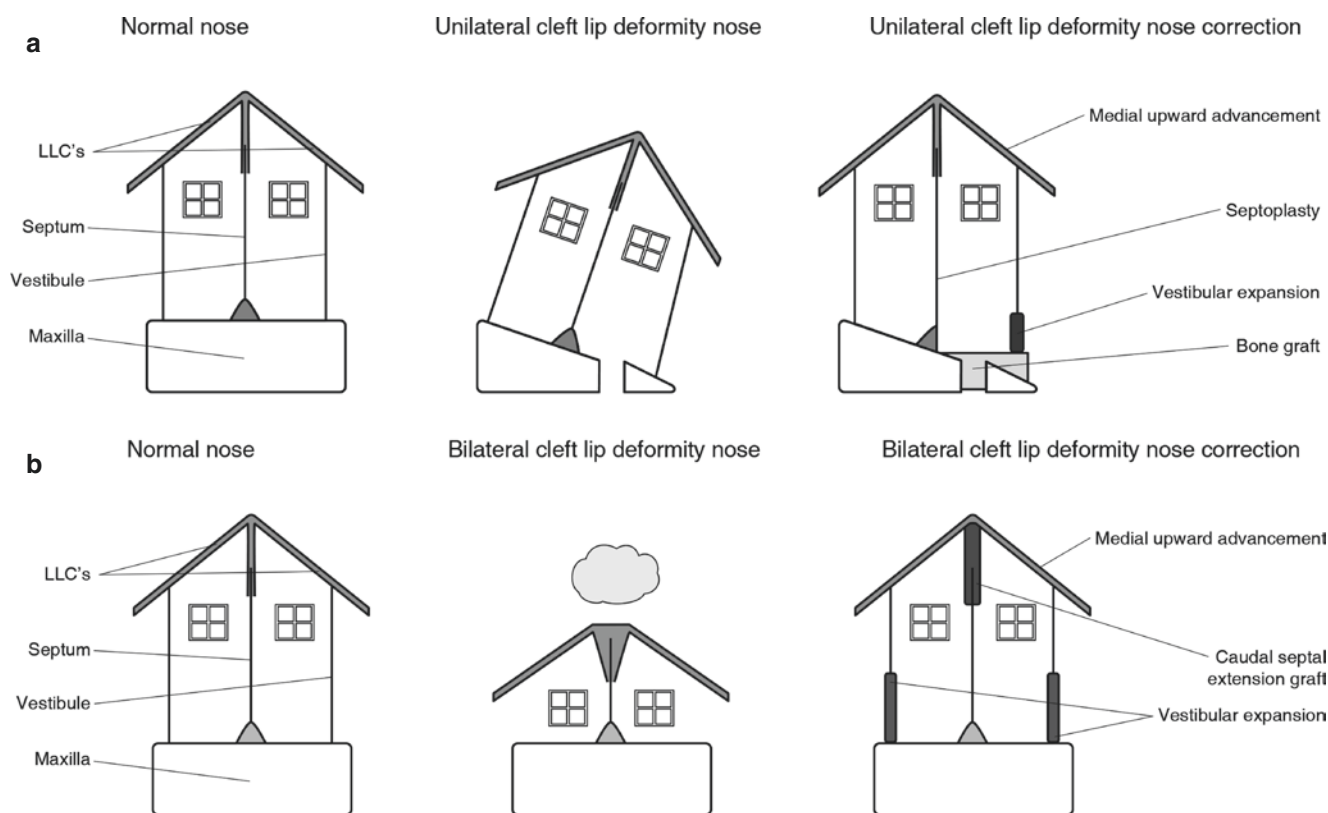 Normal nose
Unilateral cleft lip deformity nose
Unilateral cleft lip deformity nose correction
a
LLC's
Septum
Vestibule
Maxilla
Medial upward advancement
Septoplasty
Vestibular expansion
Bone graft
Normal nose
Bilateral cleft lip deformity nose
Bilateral cleft lip deformity nose correction
b
LLC's
Septum
Vestibule
Maxilla
Medial upward advancement
Caudal septal
extension graft
Vestibular expansion